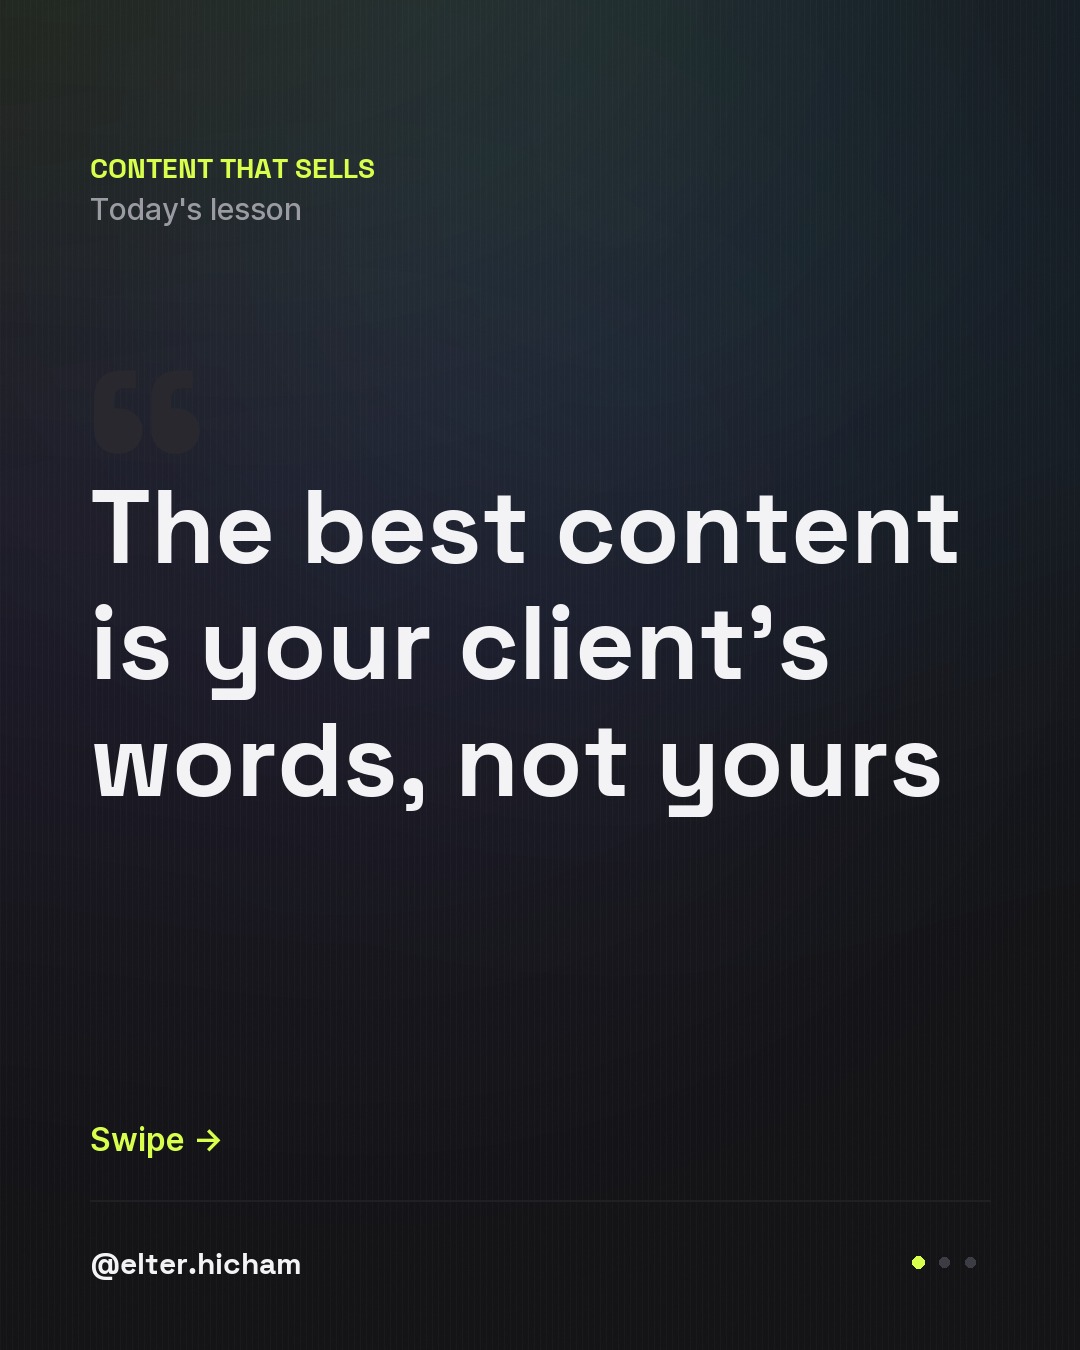 CONTENT THAT SELLS
Today's lesson
“
The best content
is your client’s
words, not yours
Swipe →
@elter.hicham